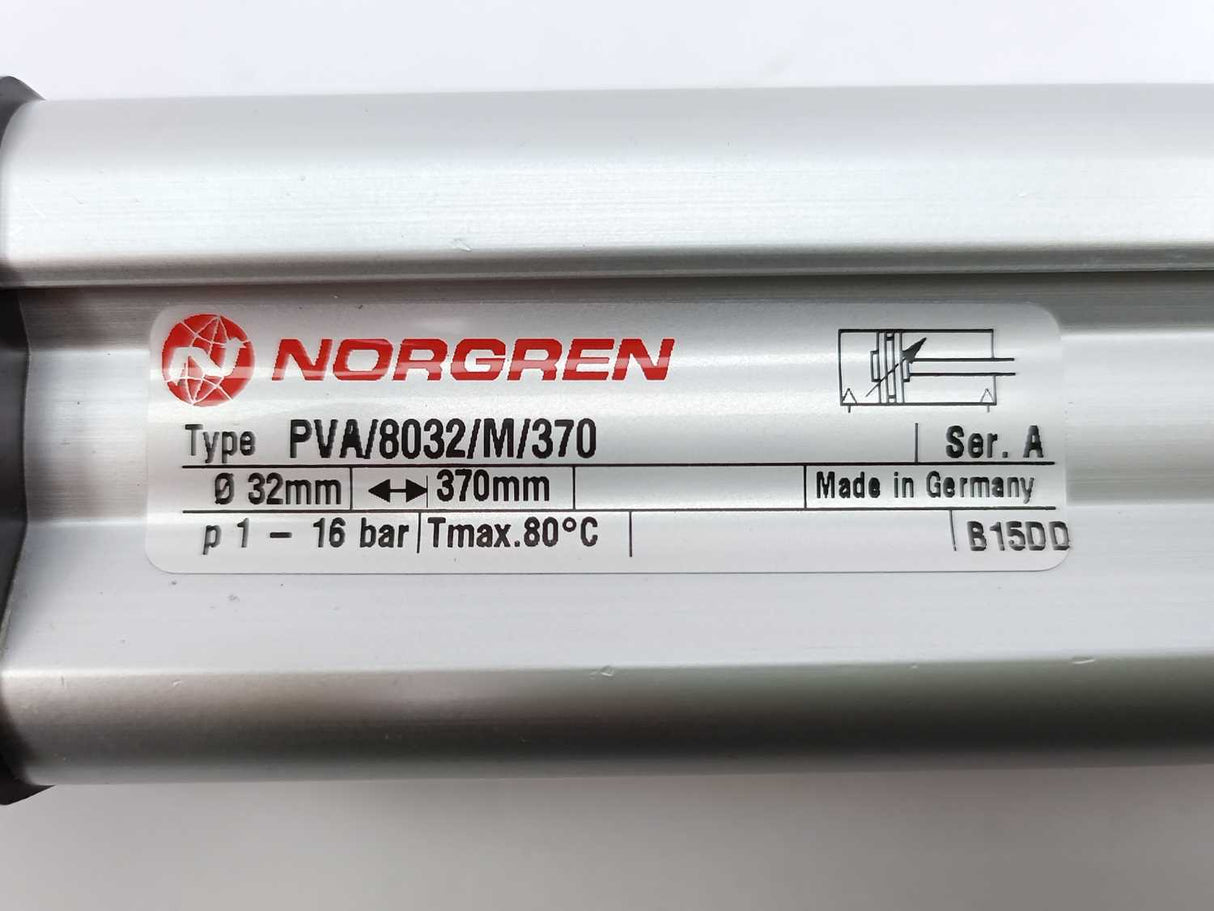 N NORGREN
Type PVA/8032/M/370 Ser. A
Ø 32mm 370mm Made in Germany
p 1 - 16 bar Tmax.80°C B15DD